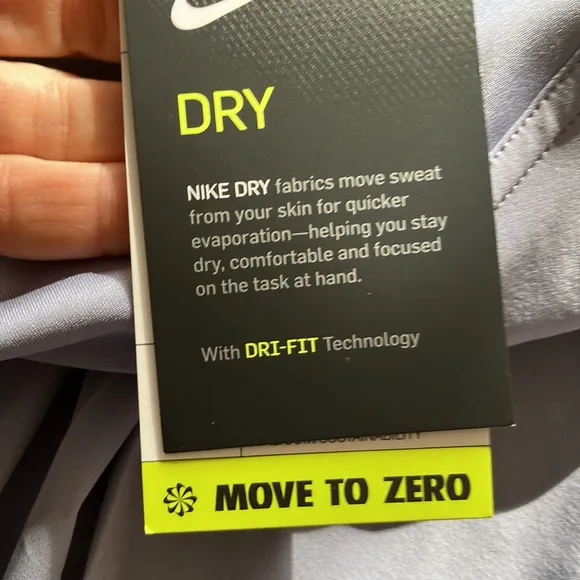 DRY
NIKE DRY fabrics move sweat
from your skin for quicker
evaporation—helping you stay
dry, comfortable and focused
on the task at hand.
With DRI-FIT Technology
MOVE TO ZERO